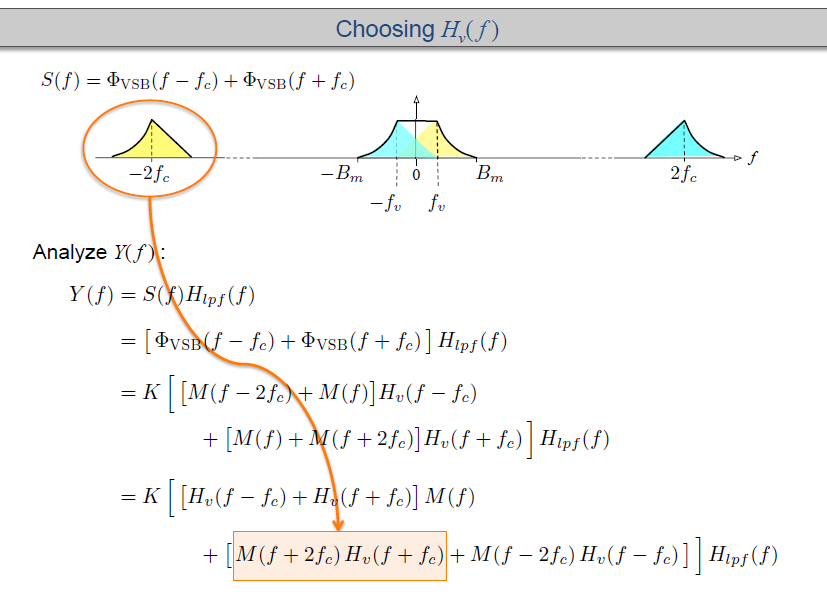 Choosing H_v(f)
S(f) = Φ_VSB(f − f_c) + Φ_VSB(f + f_c)
−2f_c −B_m 0 B_m 2f_c f
−f_v f_v
Analyze Y(f):
Y(f) = S(f)H_lpf(f)
= [Φ_VSB(f − f_c) + Φ_VSB(f + f_c)] H_lpf(f)
= K [ [M(f − 2f_c) + M(f)]H_v(f − f_c)
+ [M(f) + M(f + 2f_c)]H_v(f + f_c) ] H_lpf(f)
= K [ [H_v(f − f_c) + H_v(f + f_c)] M(f)
+ [M(f + 2f_c) H_v(f + f_c) + M(f − 2f_c) H_v(f − f_c)] ] H_lpf(f)